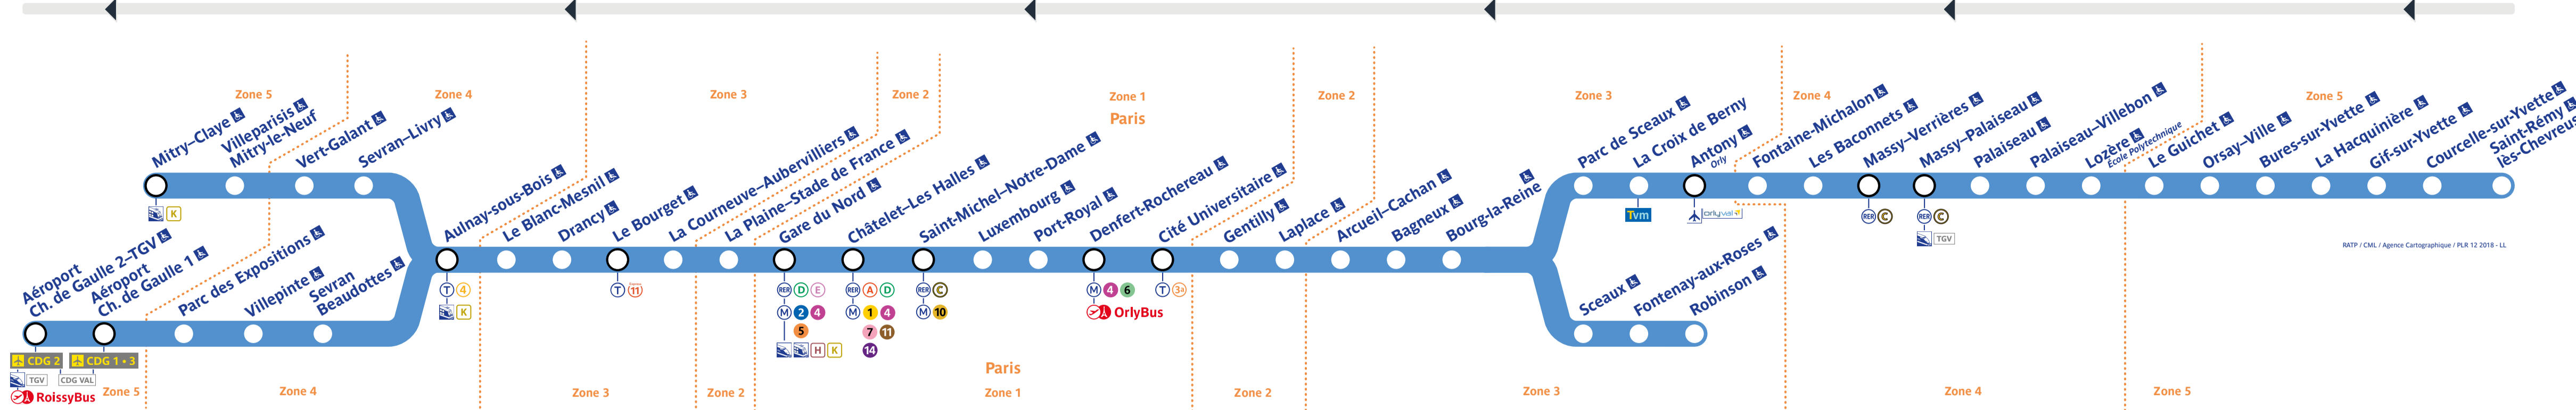 Zone 5
Zone 4
Zone 3
Zone 2
Zone 1
Paris
Zone 2
Zone 3
Zone 4
Zone 5
Mitry–Claye
Villeparisis
Mitry-le-Neuf
Vert-Galant
Sevran–Livry
K
Aéroport
Ch. de Gaulle 2–TGV
Aéroport
Ch. de Gaulle 1
Parc des Expositions
Villepinte
Sevran
Beaudottes
CDG 2
CDG 1 • 3
TGV
CDG VAL
RoissyBus
Aulnay-sous-Bois
T 4
K
Le Blanc-Mesnil
Drancy
Le Bourget
T 11
La Courneuve–Aubervilliers
La Plaine–Stade de France
Gare du Nord
RER D E
M 2 4
5
H K
Châtelet–Les Halles
RER A D
M 1 4
7 11
14
Saint-Michel–Notre-Dame
RER C
M 10
Luxembourg
Port-Royal
Denfert-Rochereau
M 4 6
OrlyBus
Cité Universitaire
T 3a
Gentilly
Laplace
Arcueil–Cachan
Bagneux
Bourg-la-Reine
Parc de Sceaux
La Croix de Berny
Tvm
Antony
Orly
orlyval
Fontaine-Michalon
Les Baconnets
Massy–Verrières
RER C
Massy–Palaiseau
RER C
TGV
Palaiseau
Palaiseau–Villebon
Lozère
École Polytechnique
Le Guichet
Orsay–Ville
Bures-sur-Yvette
La Hacquinière
Gif-sur-Yvette
Courcelle-sur-Yvette
Saint-Rémy
lès-Chevreuse
Sceaux
Fontenay-aux-Roses
Robinson
RATP / CML / Agence Cartographique / PLR 12 2018 - LL
Zone 5
Zone 4
Zone 3
Zone 2
Paris
Zone 1
Zone 2
Zone 3
Zone 4
Zone 5